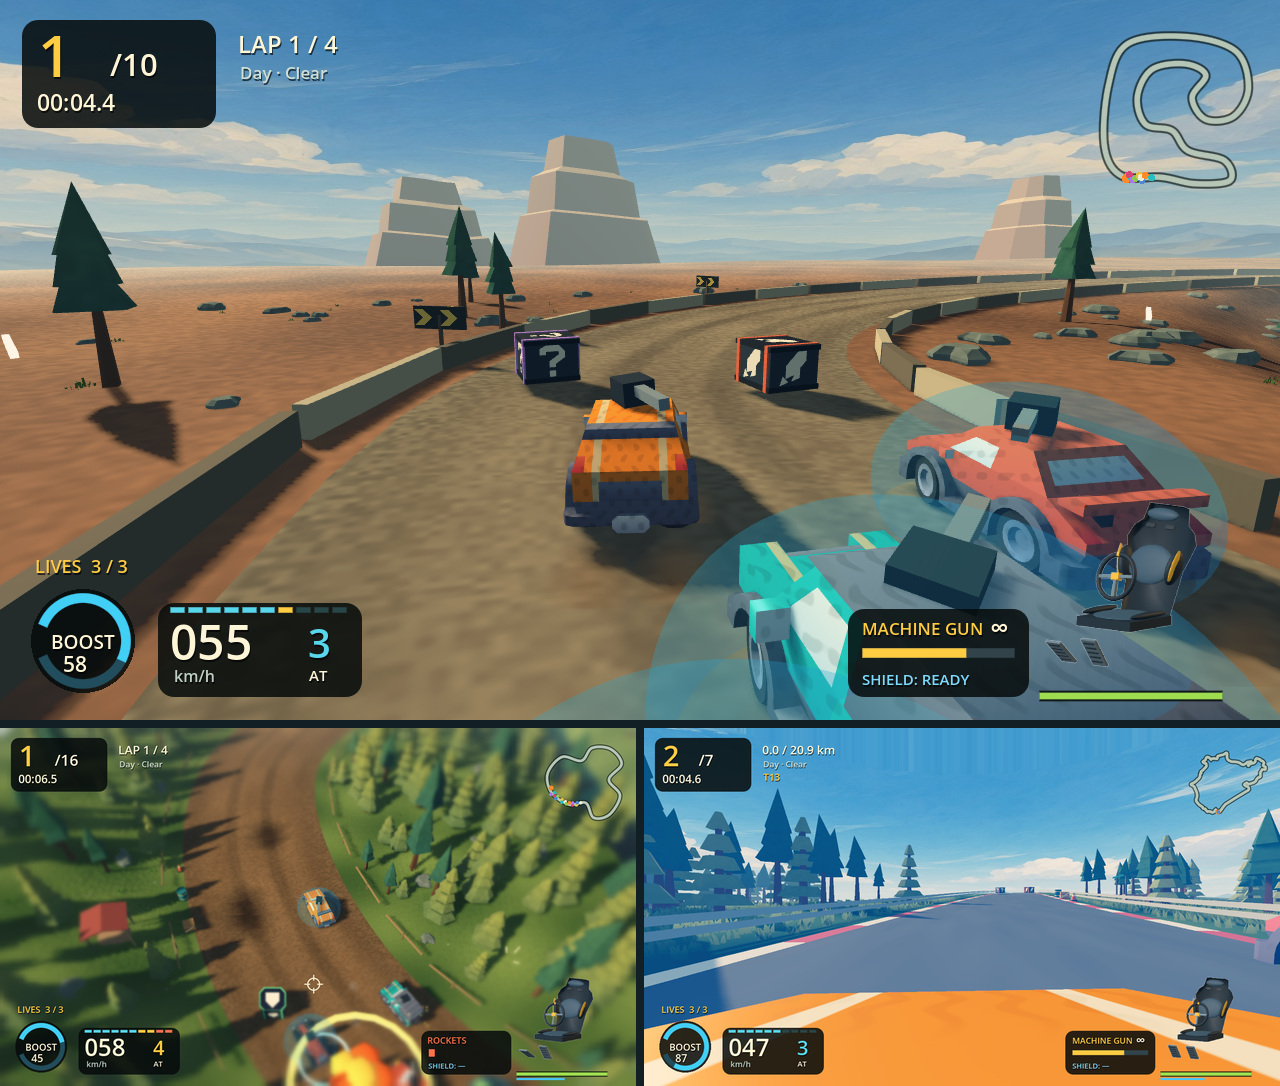 1 /10
00:04.4
LAP 1 / 4
Day · Clear
?
LIVES 3 / 3
BOOST
58
055 3
km/h AT
MACHINE GUN ∞
SHIELD: READY
1 /16
00:06.5
LAP 1 / 4
Day · Clear
LIVES 3 / 3
BOOST
45
058 4
km/h AT
ROCKETS
SHIELD: —
2 /7
00:04.6
0.0 / 20.9 km
Day · Clear
T13
LIVES 3 / 3
BOOST
87
047 3
km/h AT
MACHINE GUN ∞
SHIELD: —